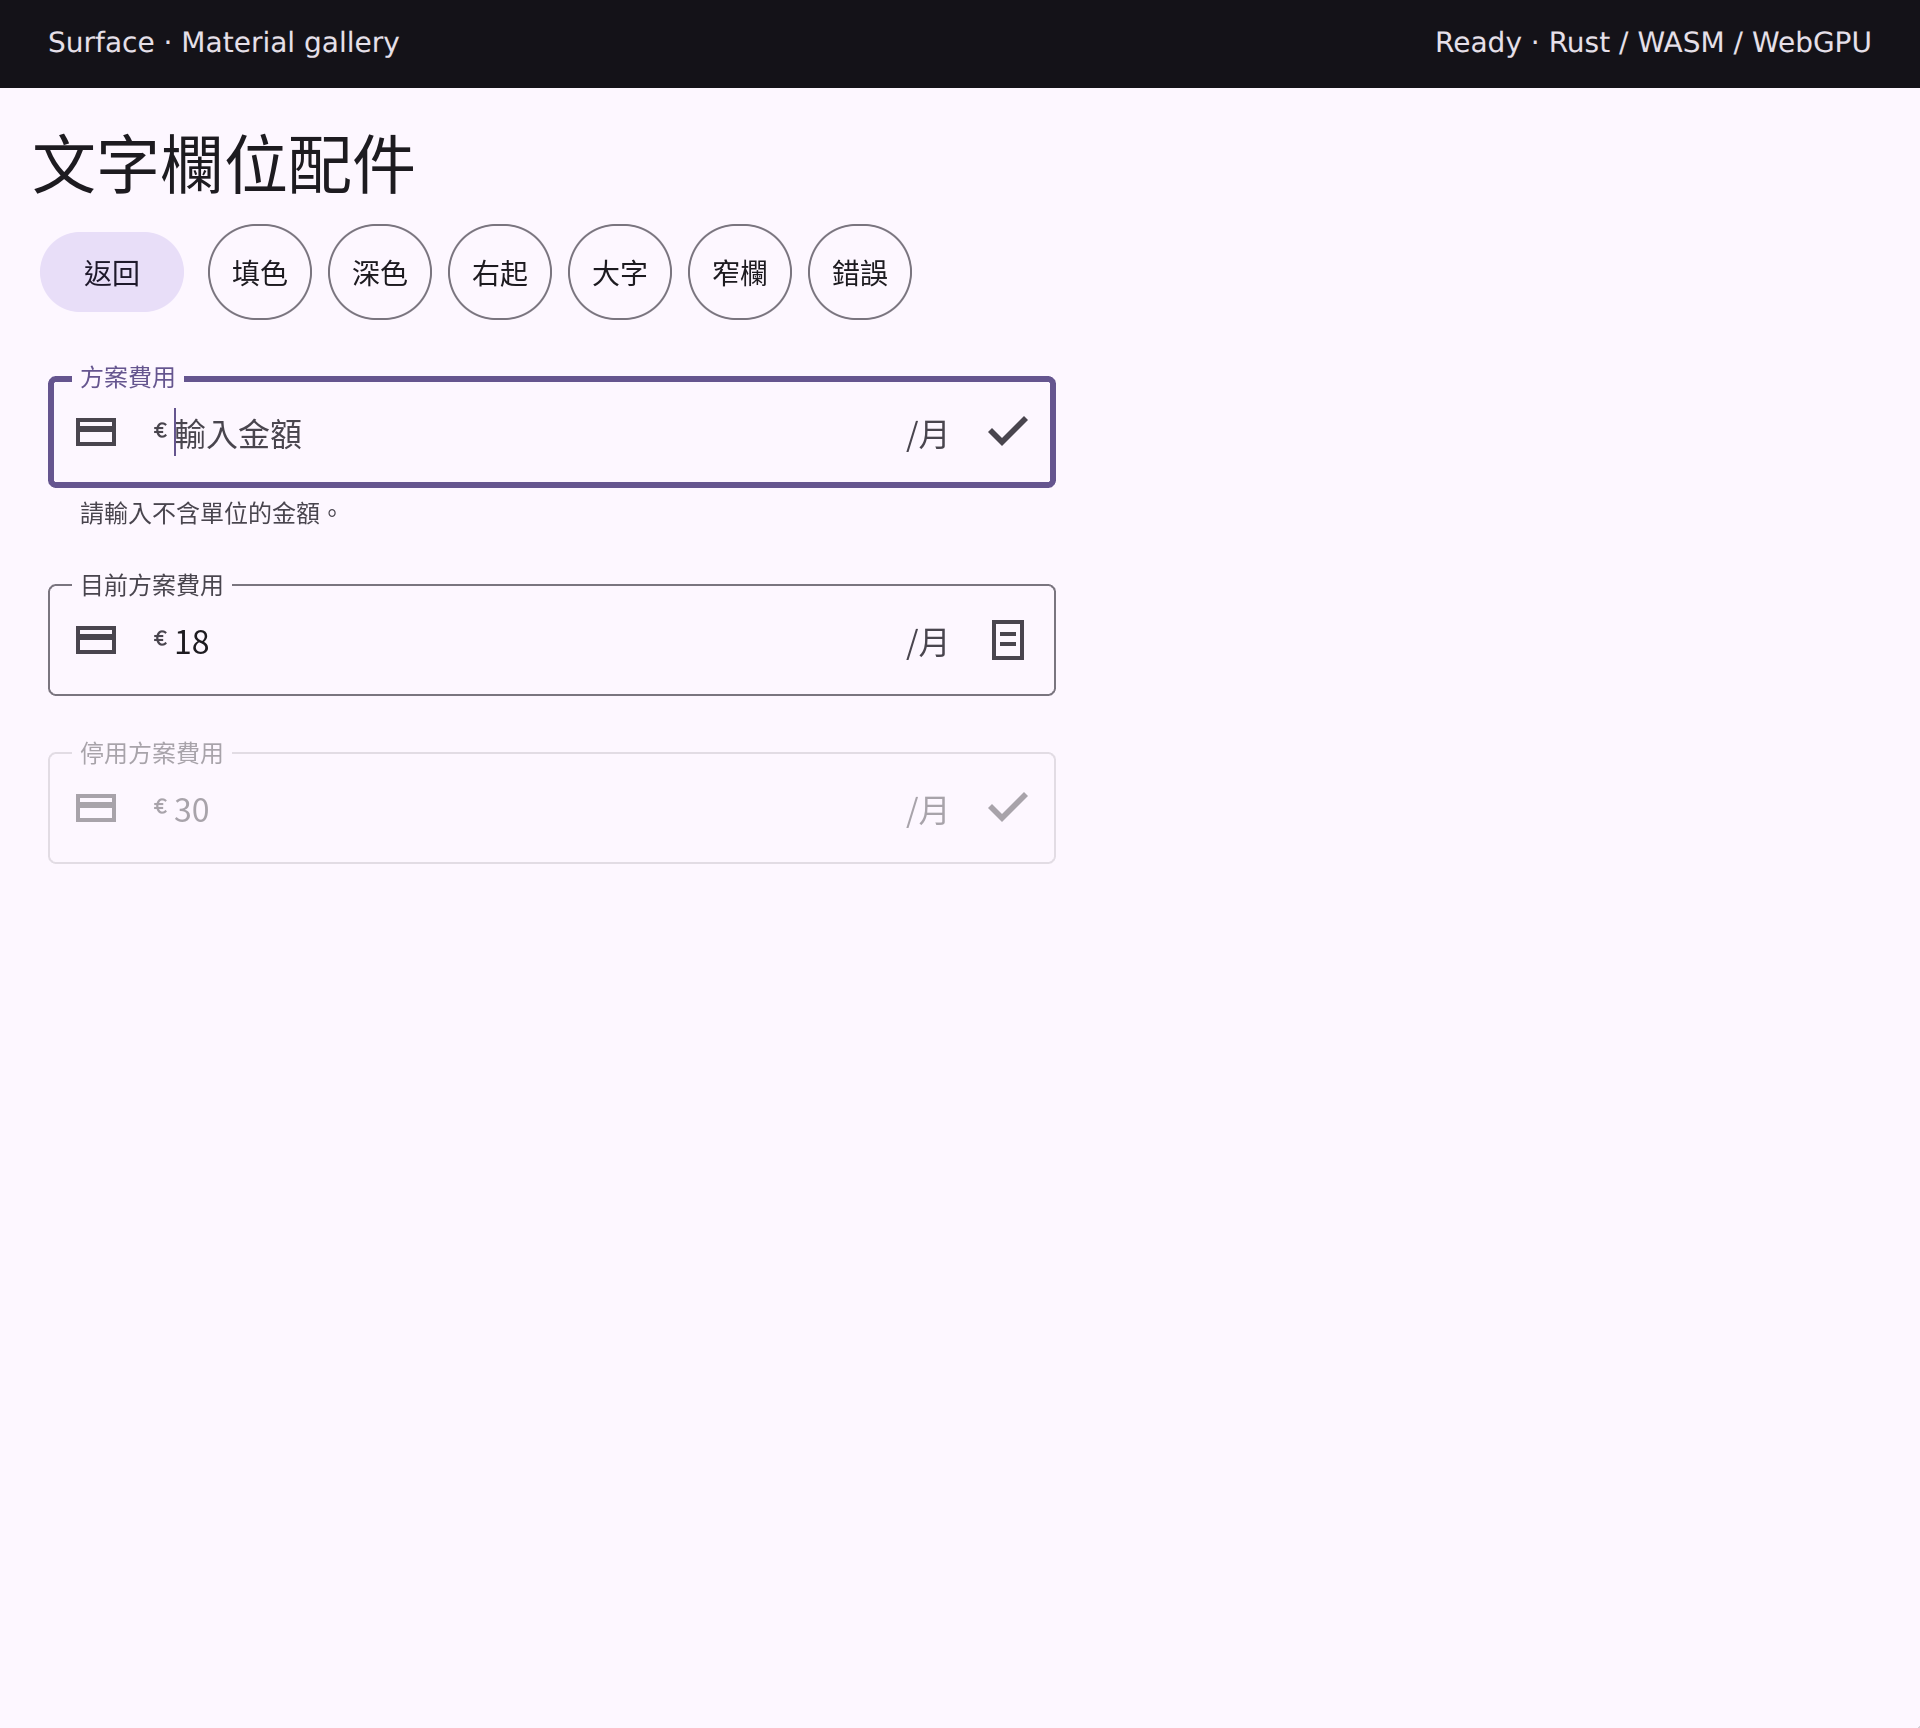 Surface · Material gallery
Ready · Rust / WASM / WebGPU
文字欄位配件
返回 填色 深色 右起 大字 窄欄 錯誤
方案費用
€ 輸入金額 /月
請輸入不含單位的金額。
目前方案費用
€ 18 /月
停用方案費用
€ 30 /月